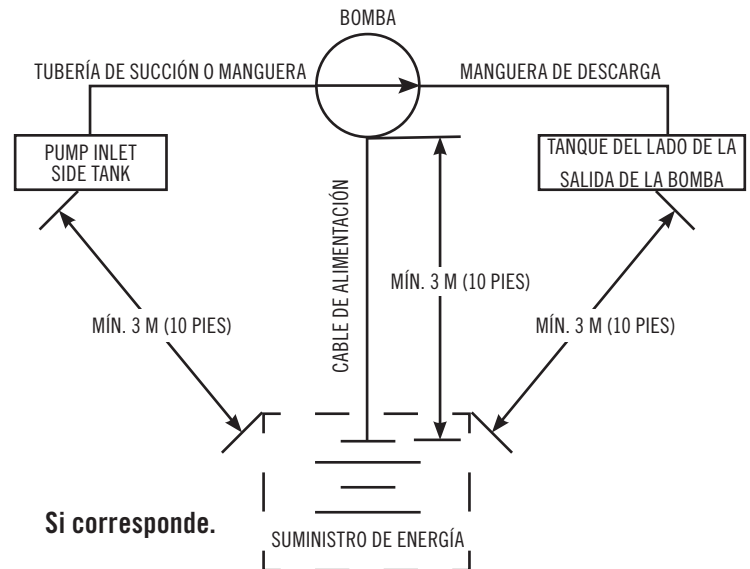 BOMBA
TUBERÍA DE SUCCIÓN O MANGUERA
MANGUERA DE DESCARGA
PUMP INLET
SIDE TANK
TANQUE DEL LADO DE LA
SALIDA DE LA BOMBA
CABLE DE ALIMENTACIÓN
MÍN. 3 M (10 PIES)
MÍN. 3 M (10 PIES)
MÍN. 3 M (10 PIES)
Si corresponde.
SUMINISTRO DE ENERGÍA